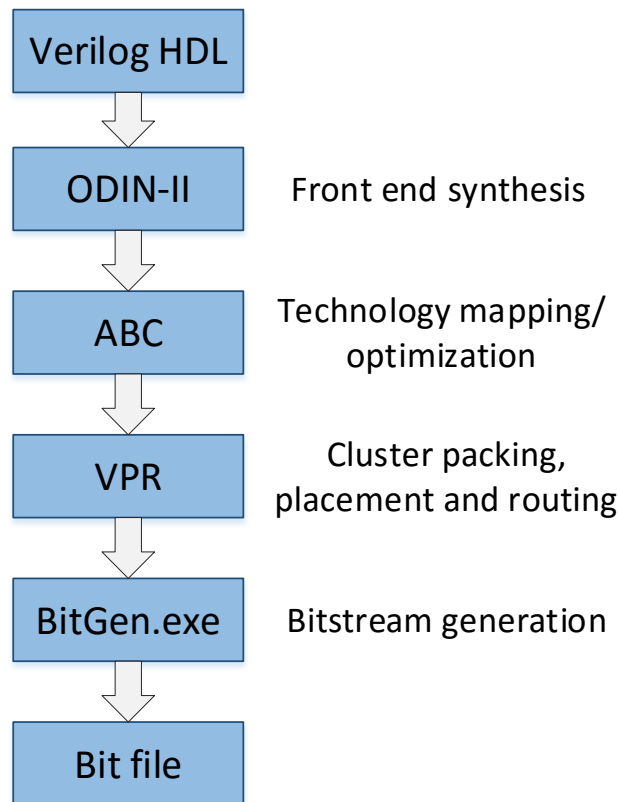 Verilog HDL
ODIN-II
Front end synthesis
ABC
Technology mapping/
optimization
VPR
Cluster packing,
placement and routing
BitGen.exe
Bitstream generation
Bit file